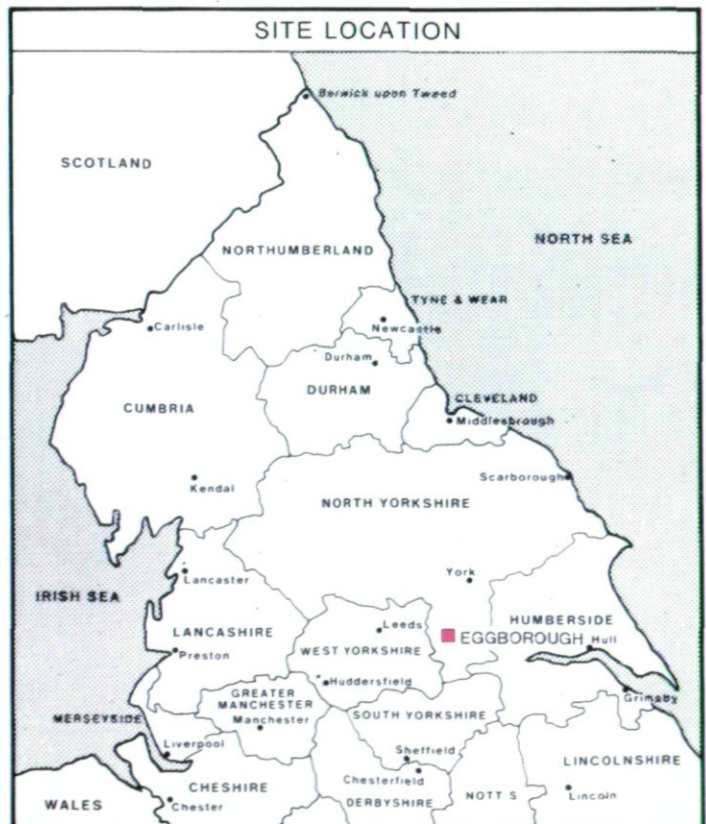 SITE LOCATION
Berwick upon Tweed
SCOTLAND
NORTH SEA
NORTHUMBERLAND
TYNE & WEAR
Carlisle
Newcastle
Durham
DURHAM
CLEVELAND
CUMBRIA
Middlesbrough
Scarborough
Kendal
NORTH YORKSHIRE
York
Lancaster
IRISH SEA
HUMBERSIDE
Leeds
LANCASHIRE
EGGBOROUGH
Hull
WEST YORKSHIRE
Preston
Huddersfield
GREATER
MANCHESTER
Grimsby
MERSEYSIDE
Manchester
SOUTH YORKSHIRE
Liverpool
Sheffield
LINCOLNSHIRE
Chesterfield
CHESHIRE
NOTT S
Lincoln
WALES
Chester
DERBYSHIRE